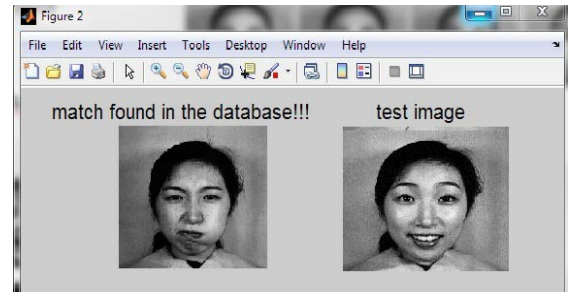 Figure 2
File Edit View Insert Tools Desktop Window Help
match found in the database!!! test image